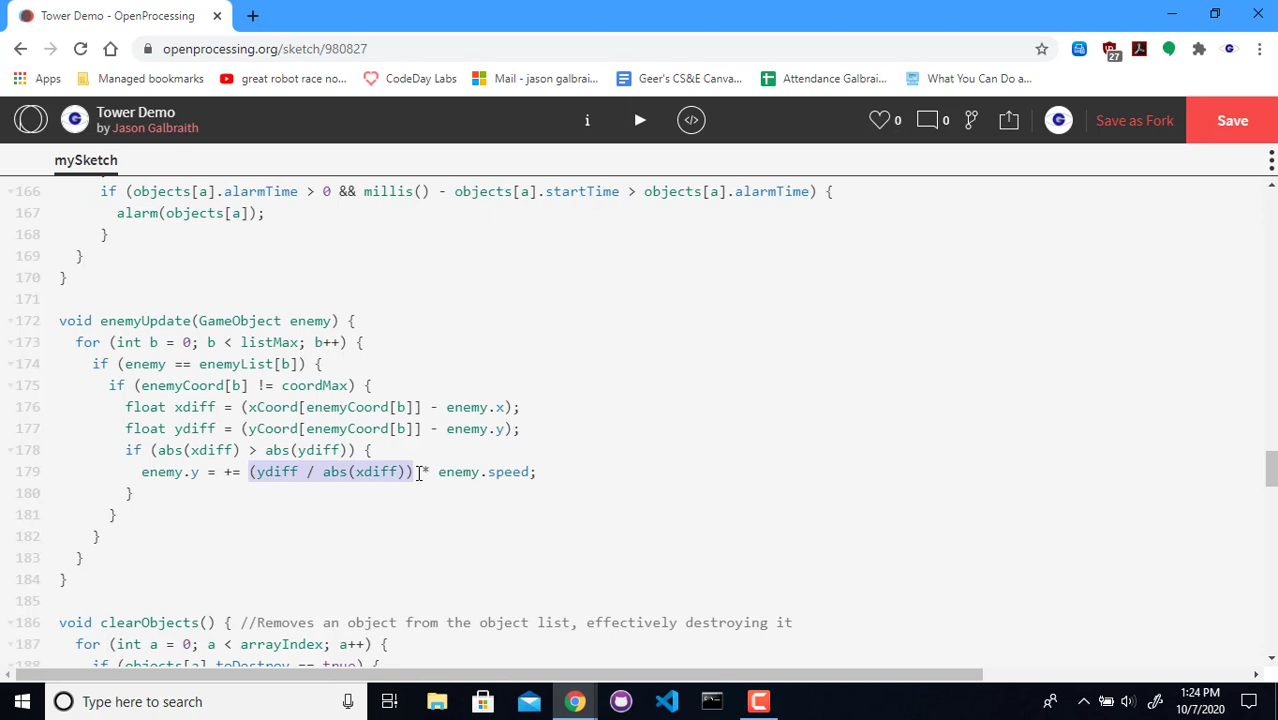 Tower Demo - OpenProcessing
openprocessing.org/sketch/980827
27
Apps Managed bookmarks great robot race no... CodeDay Labs Mail - jason galbrait... Geer's CS&E Canva... Attendance Galbrai... What You Can Do a...
Tower Demo
by Jason Galbraith
0 0 Save as Fork Save
mySketch
166 if (objects[a].alarmTime > 0 && millis() - objects[a].startTime > objects[a].alarmTime) {
167 alarm(objects[a]);
168 }
169 }
170 }
171
172 void enemyUpdate(GameObject enemy) {
173 for (int b = 0; b < listMax; b++) {
174 if (enemy == enemyList[b]) {
175 if (enemyCoord[b] != coordMax) {
176 float xdiff = (xCoord[enemyCoord[b]] - enemy.x);
177 float ydiff = (yCoord[enemyCoord[b]] - enemy.y);
178 if (abs(xdiff) > abs(ydiff)) {
179 enemy.y = += (ydiff / abs(xdiff)) * enemy.speed;
180 }
181 }
182 }
183 }
184 }
185
186 void clearObjects() { //Removes an object from the object list, effectively destroying it
187 for (int a = 0; a < arrayIndex; a++) {
188 if (objects[a].toDestroy == true) {
Type here to search
1:24 PM
10/7/2020